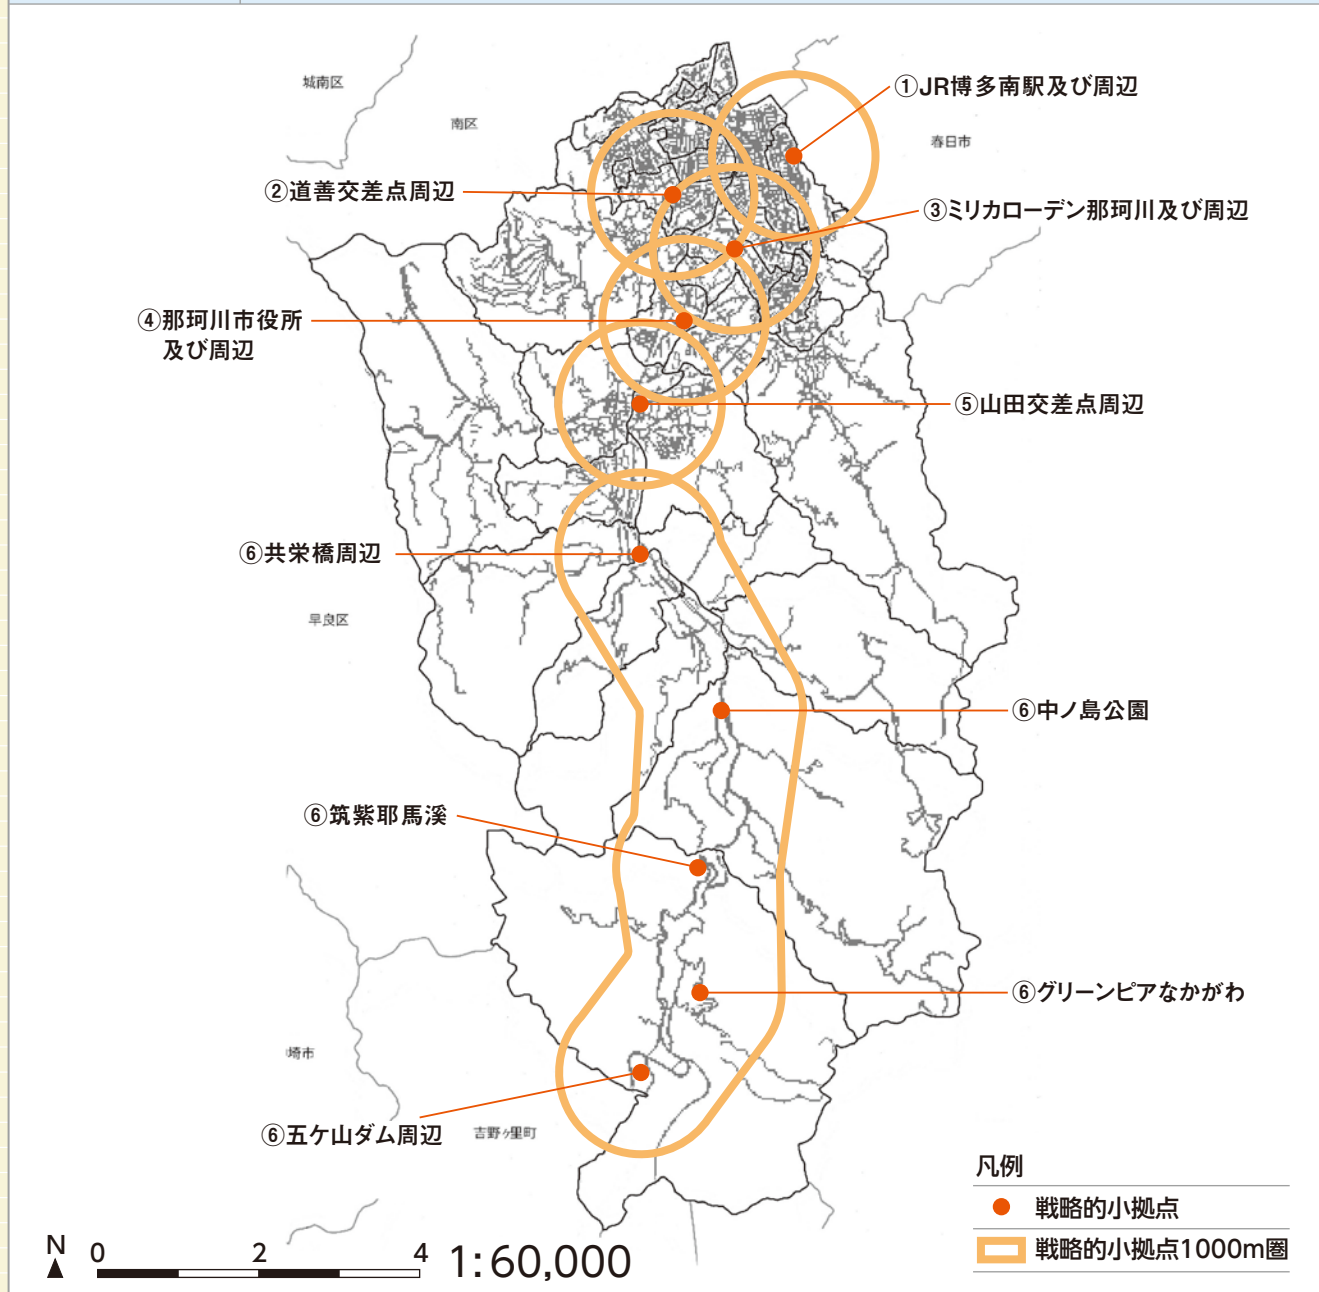 城南区
南区
①JR博多南駅及び周辺
春日市
②道善交差点周辺
③ミリカローデン那珂川及び周辺
④那珂川市役所
及び周辺
⑤山田交差点周辺
⑥共栄橋周辺
早良区
⑥中ノ島公園
⑥筑紫耶馬溪
⑥グリーンピアなかがわ
埼市
⑥五ケ山ダム周辺
吉野ヶ里町
凡例
戦略的小拠点
戦略的小拠点1000m圏
N
0 2 4 1:60,000